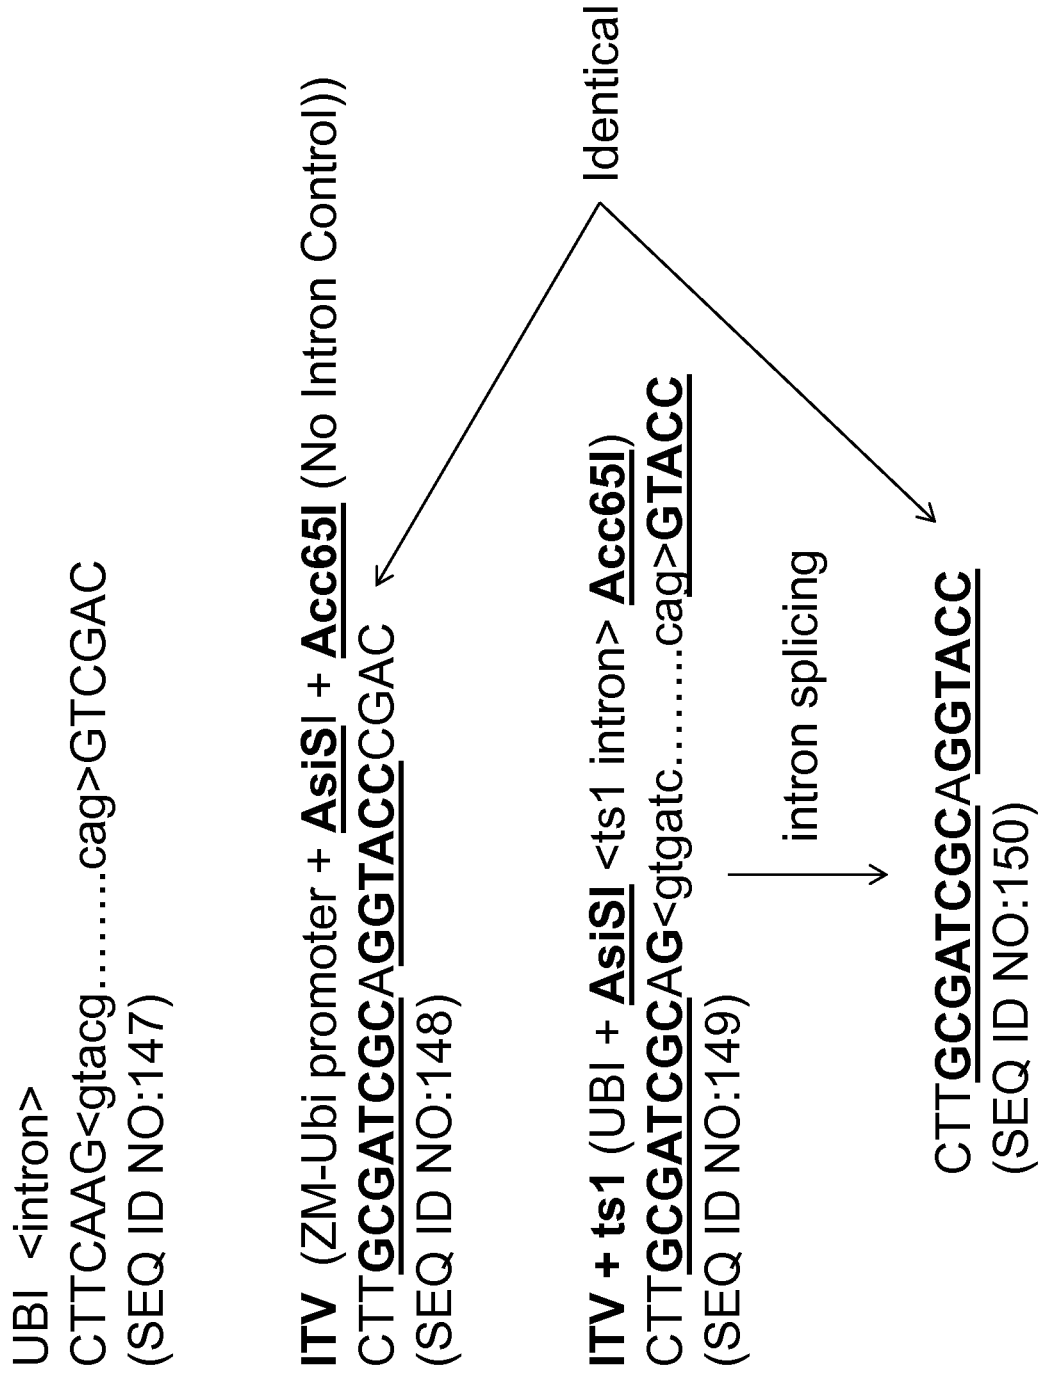 UBI <intron>
CTTCAAG<gtacg........cag>GTCGAC
(SEQ ID NO:147)
ITV (ZM-Ubi promoter + AsiSI + Acc65I (No Intron Control))
CTTGCGATCGCAGGTACCCGAC
(SEQ ID NO:148)
Identical
ITV + ts1 (UBI + AsiSI <ts1 intron> Acc65I)
CTTGCGATCGCAG<gtgatc........cag>GTACC
(SEQ ID NO:149)
intron splicing
CTTGCGATCGCAGGTACC
(SEQ ID NO:150)